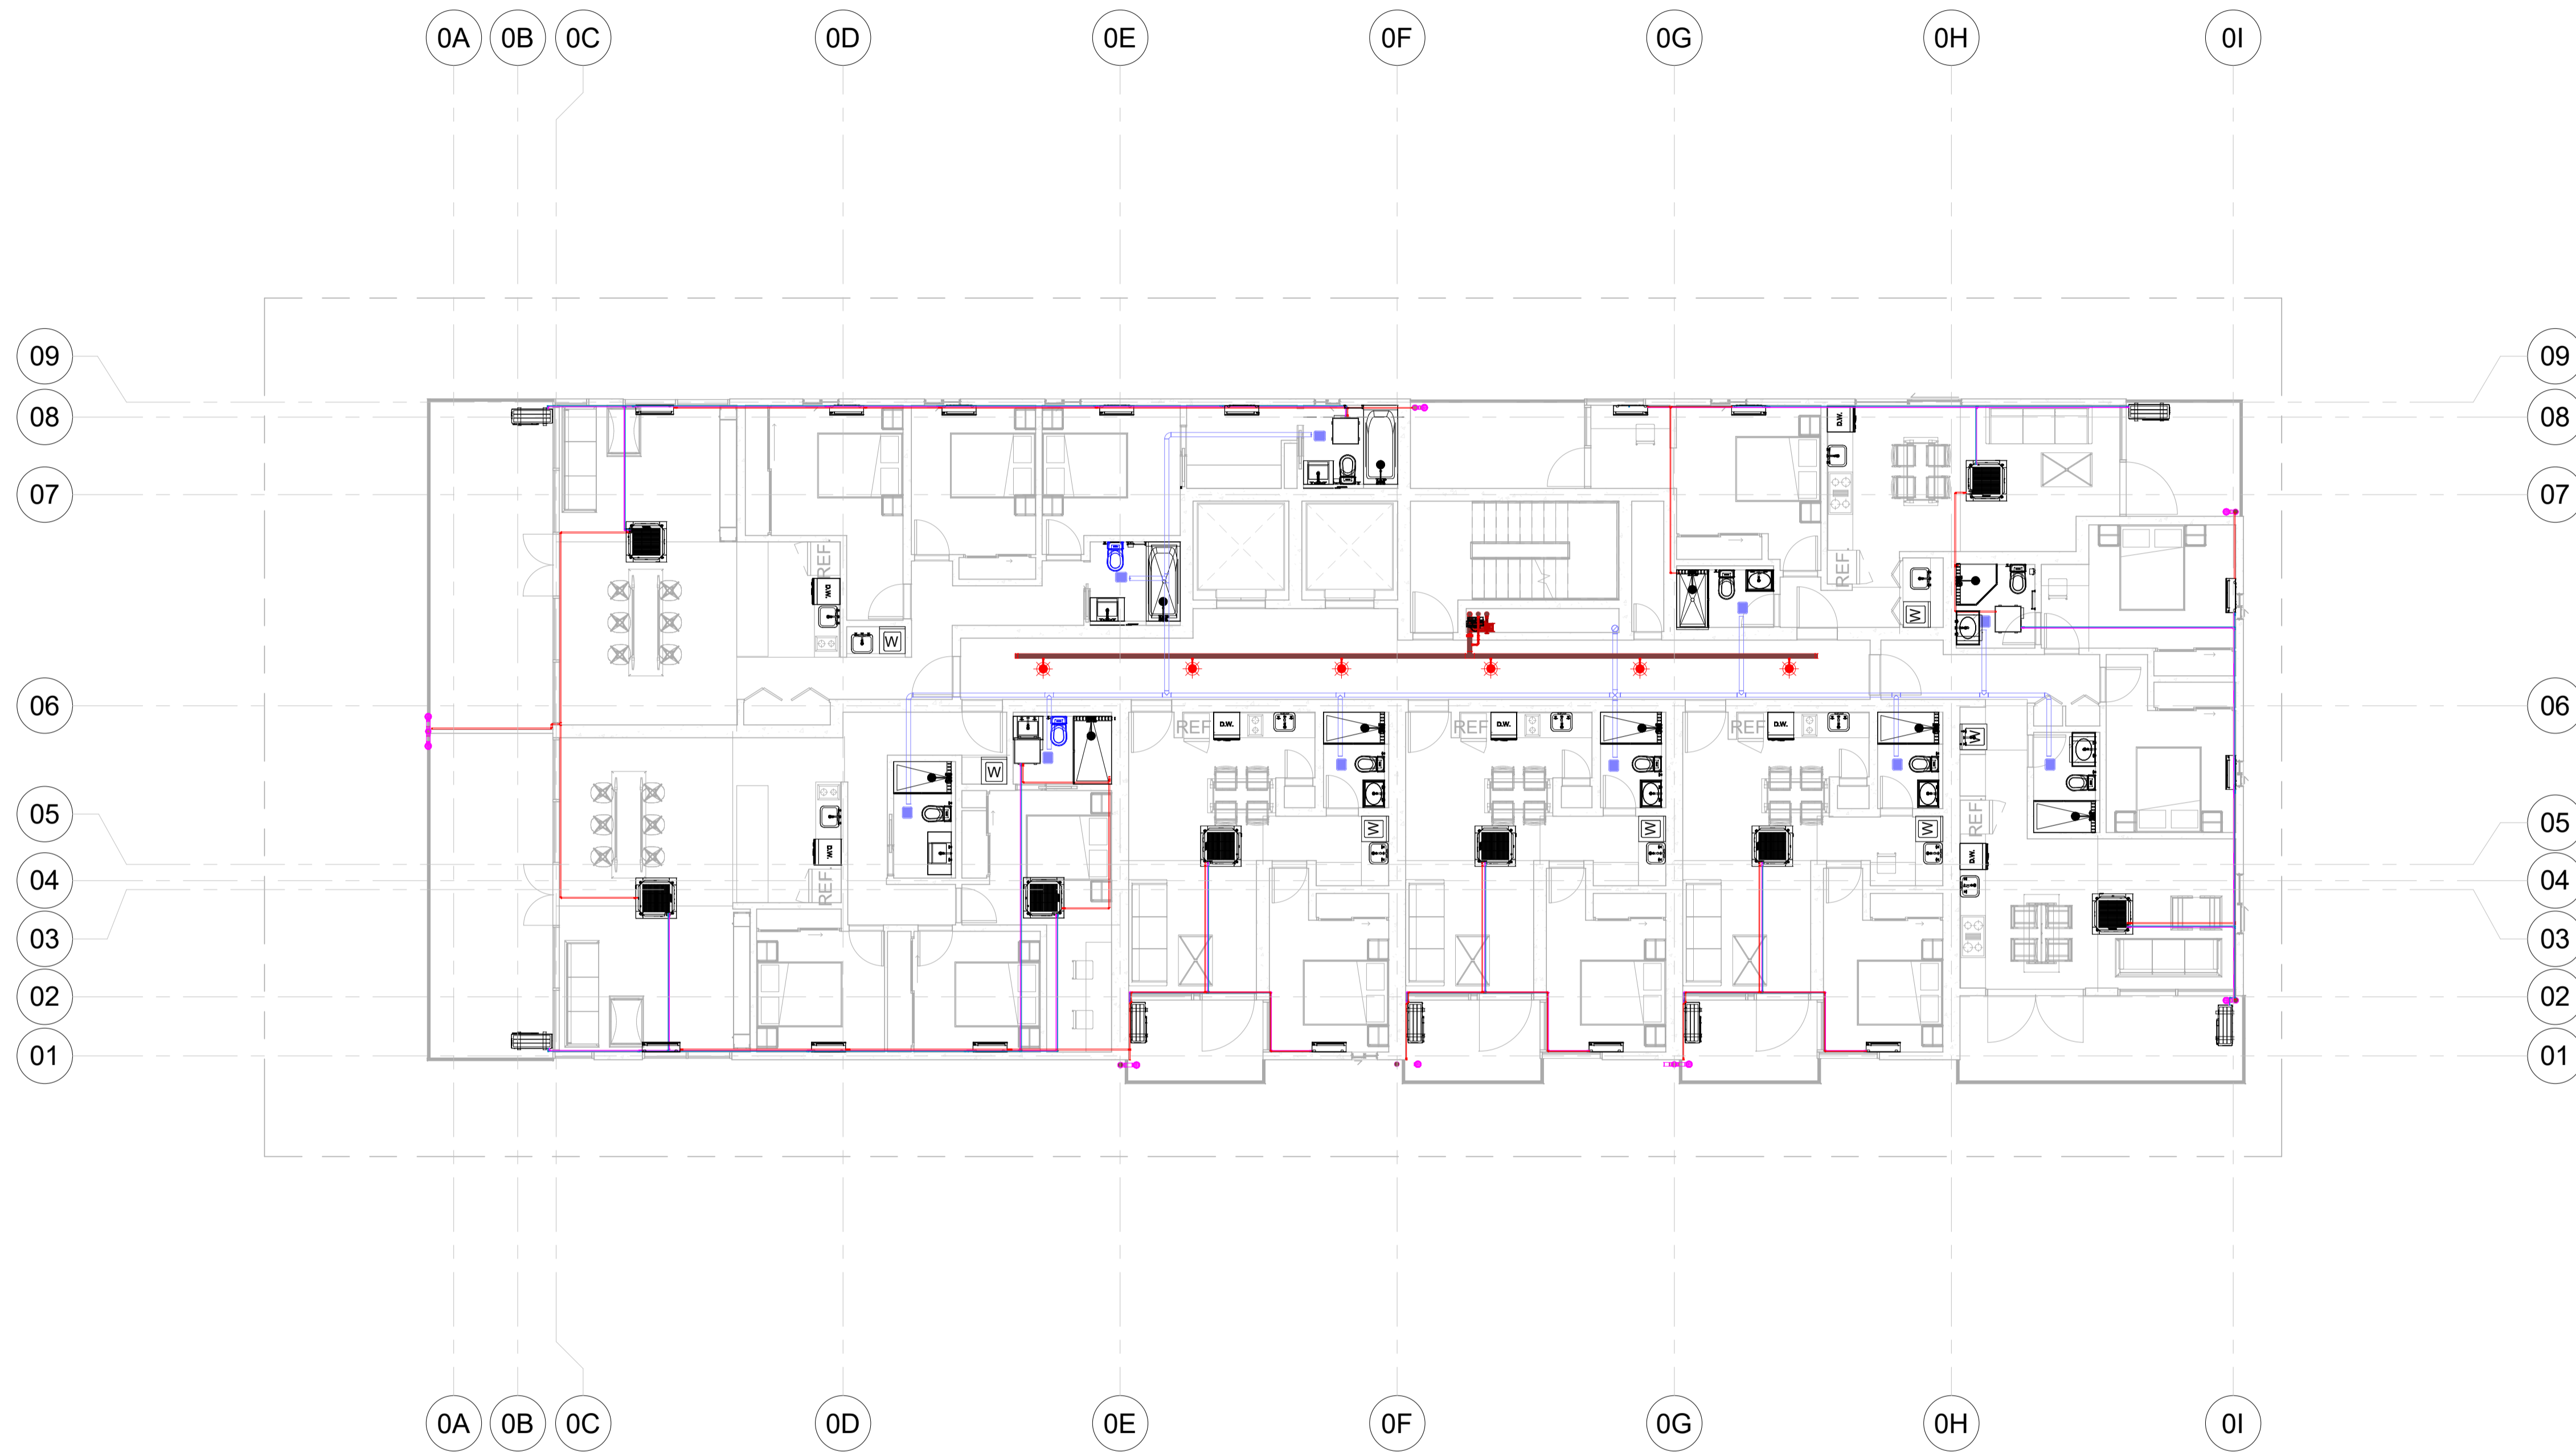 0A 0B 0C 0D 0E 0F 0G 0H 0I
09 09
08 08
D.W.
07 07
REF.
REF.
D.W.
W
W
W
06 06
REF. D.W. REF. D.W. REF. D.W.
W
W
05 05
REF.
W W W
D.W.
D.W.
04 04
REF.
03 03
02 02
01 01
0A 0B 0C 0D 0E 0F 0G 0H 0I